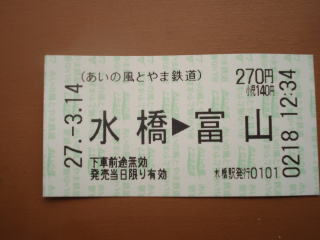 (あいの風とやま鉄道)
270円
小児140円
27.-3.14
水橋▶富山
0218 12:34
下車前途無効
発売当日限り有効
水橋駅発行0101